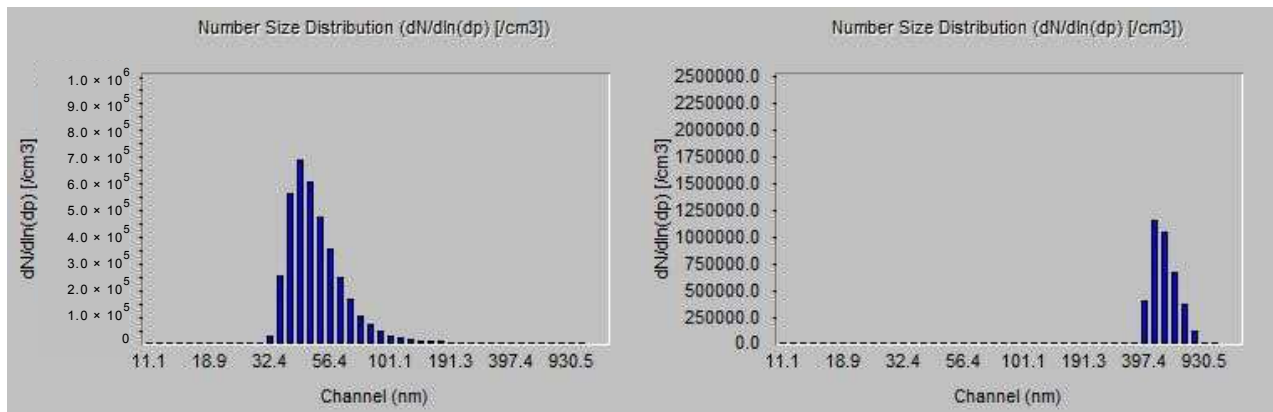 Number Size Distribution (dN/dln(dp) [/cm3])
dN/dln(dp) [/cm3]
1.0 × 10⁶
9.0 × 10⁵
8.0 × 10⁵
7.0 × 10⁵
6.0 × 10⁵
5.0 × 10⁵
4.0 × 10⁵
3.0 × 10⁵
2.0 × 10⁵
1.0 × 10⁵
0
11.1 18.9 32.4 56.4 101.1 191.3 397.4 930.5
Channel (nm)
Number Size Distribution (dN/dln(dp) [/cm3])
dN/dln(dp) [/cm3]
2500000.0
2250000.0
2000000.0
1750000.0
1500000.0
1250000.0
1000000.0
750000.0
500000.0
250000.0
0.0
11.1 18.9 32.4 56.4 101.1 191.3 397.4 930.5
Channel (nm)